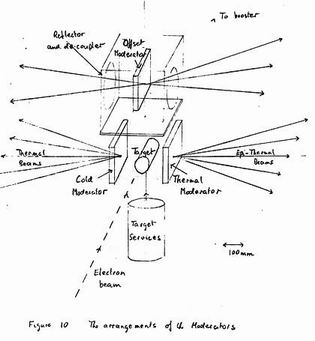 To booster
Reflector
and de-coupler
Offset
Moderator
Thermal
Beams
Target
Epi-Thermal
Beams
Cold
Moderator
Thermal
Moderator
Target
Services
100mm
Electron
beam
Figure 10 The arrangements of the Moderators